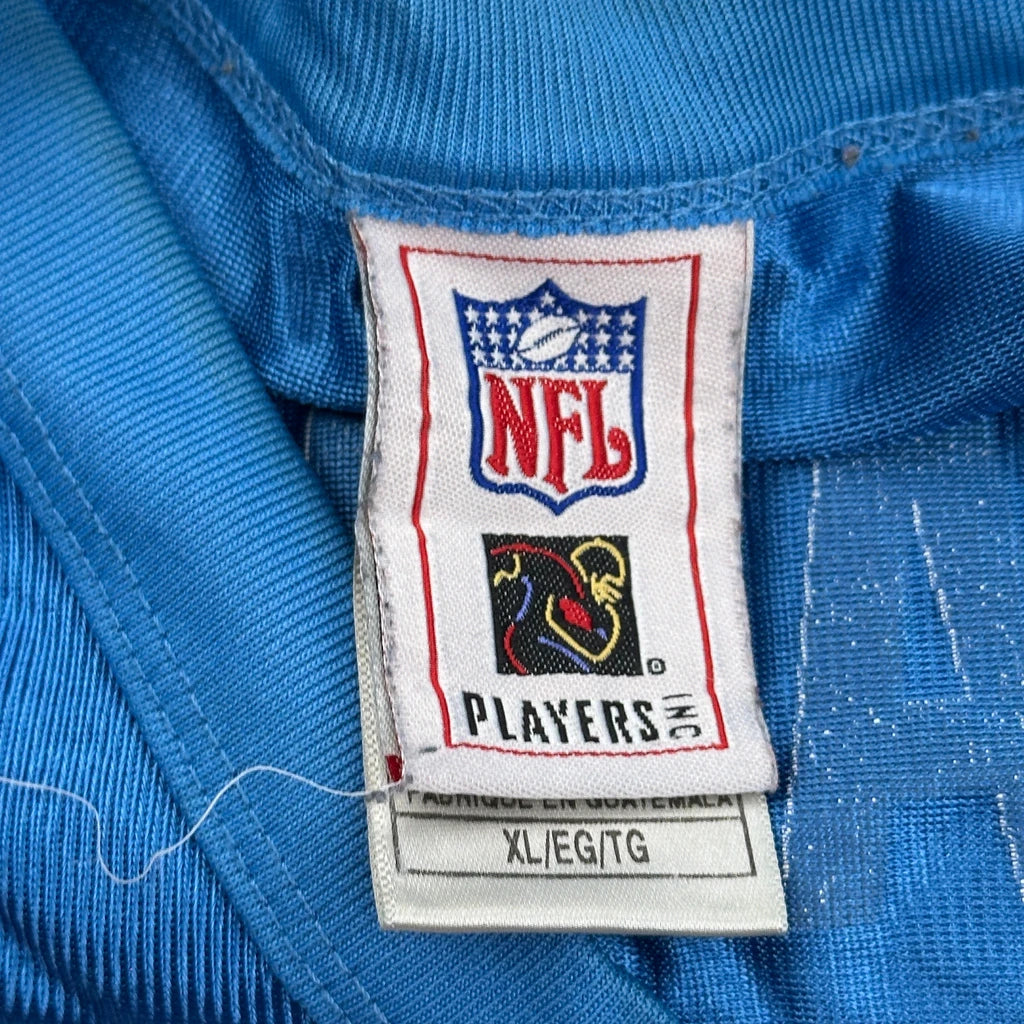 NFL
PLAYERS INC
FABRIQUE EN GUATEMALA
XL/EG/TG